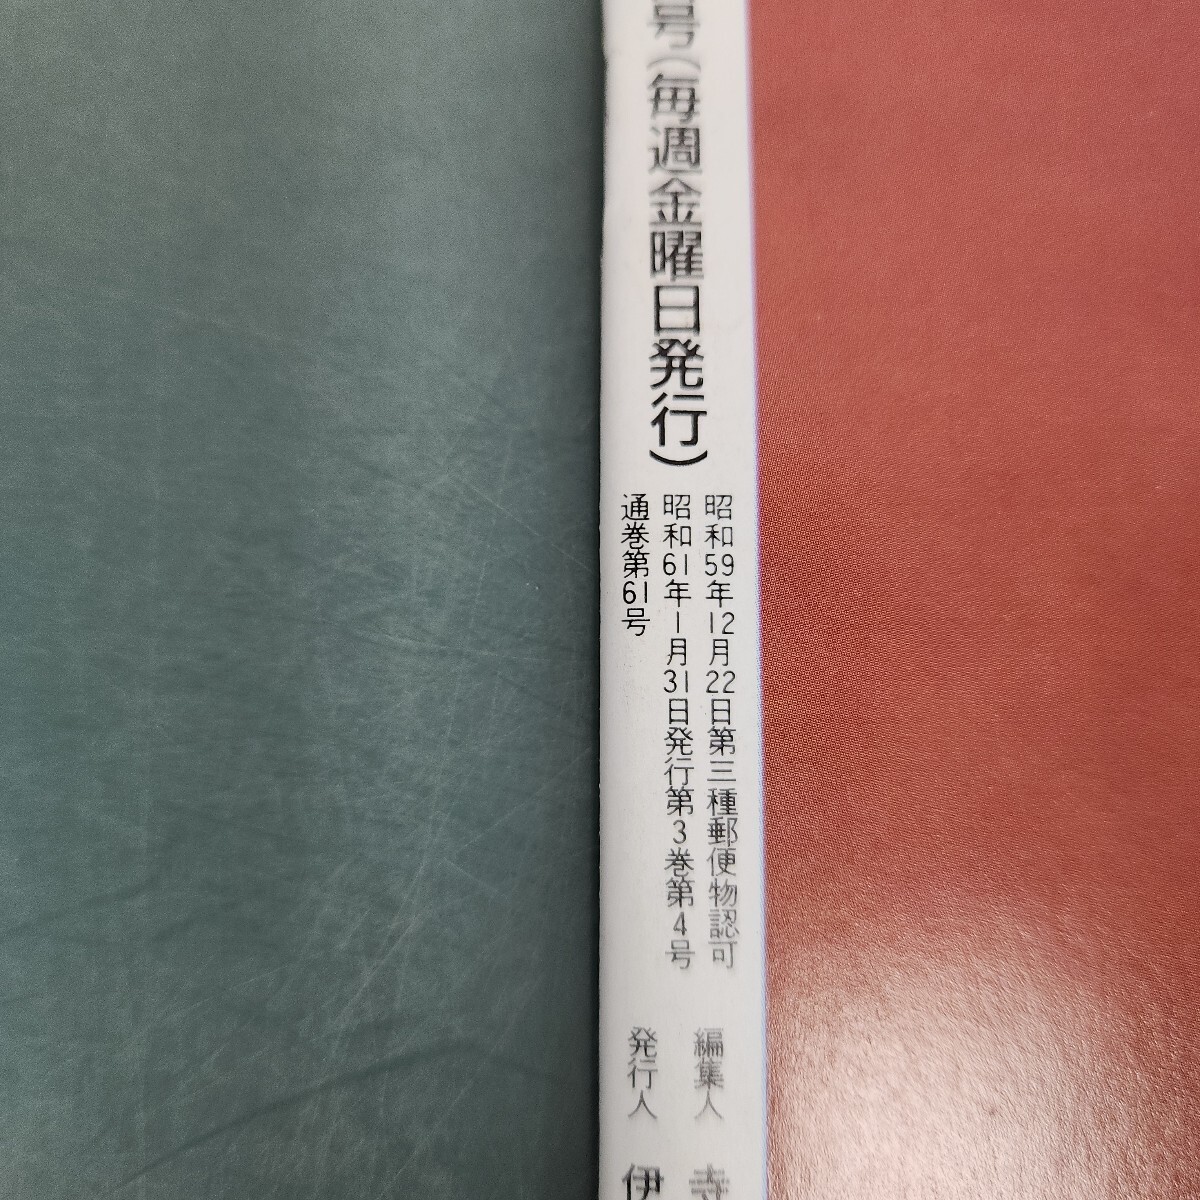 号(毎週金曜日発行)
昭和59年12月22日第三種郵便物認可
昭和61年1月31日発行第3巻第4号
通巻第61号
編集人 寺
発行人 伊